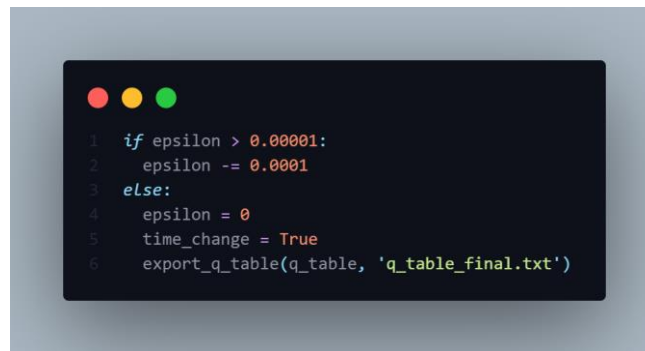 1 if epsilon > 0.00001:
2   epsilon -= 0.0001
3 else:
4   epsilon = 0
5   time_change = True
6   export_q_table(q_table, 'q_table_final.txt')